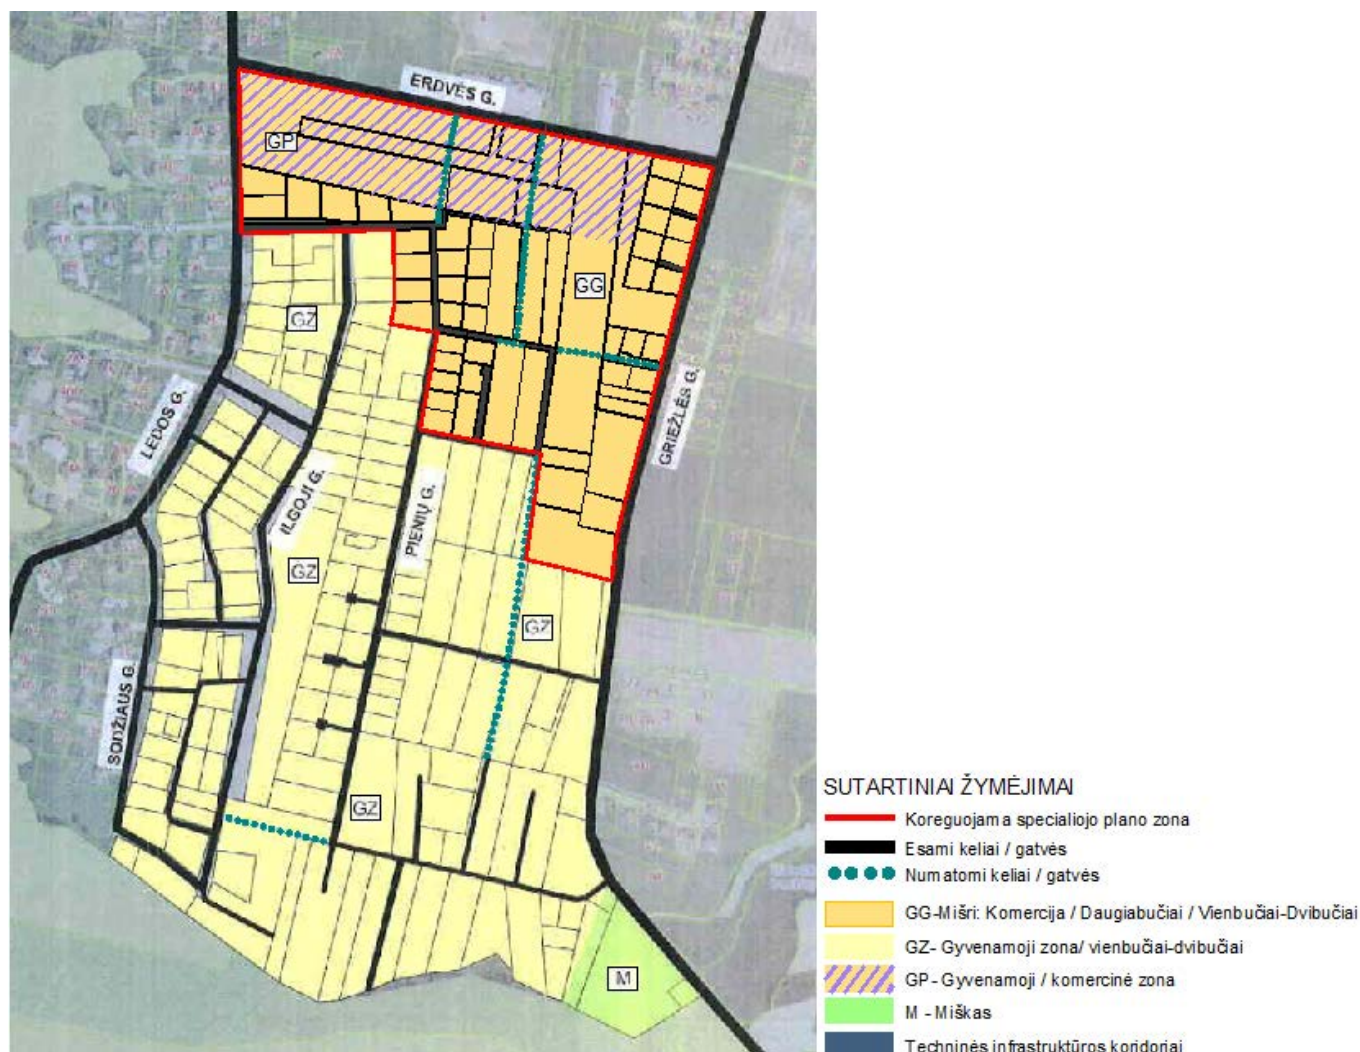 ERDVĖS G.
GP
GG
GZ
LEDOS G.
GRIEŽLĖS G.
ILGOJI G.
PIENIŲ G.
GZ
GZ
SODŽIAUS G.
GZ
M
SUTARTINIAI ŽYMĖJIMAI
Koreguojama specialiojo plano zona
Esami keliai / gatvės
Numatomi keliai / gatvės
GG-Mišri: Komercija / Daugiabučiai / Vienbučiai-Dvibučiai
GZ- Gyvenamoji zona/ vienbučiai-dvibučiai
GP - Gyvenamoji / komercinė zona
M - Miškas
Techninės infrastruktūros koridoriai